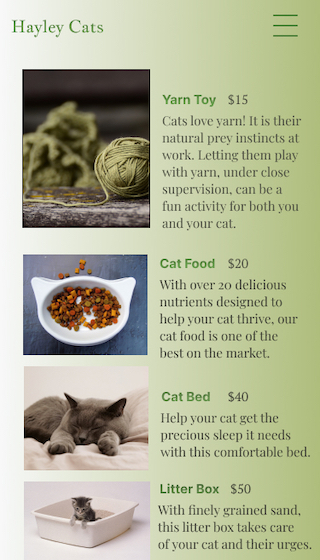 Hayley Cats
Yarn Toy $15
Cats love yarn! It is their
natural prey instincts at
work. Letting them play
with yarn, under close
supervision, can be a
fun activity for both you
and your cat.
Cat Food $20
With over 20 delicious
nutrients designed to
help your cat thrive, our
cat food is one of the
best on the market.
Cat Bed $40
Help your cat get the
precious sleep it needs
with this comfortable bed.
Litter Box $50
With finely grained sand,
this litter box takes care
of your cat and their urges.